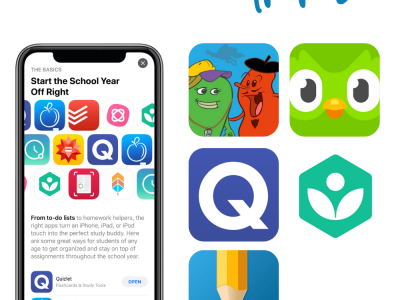 THE BASICS
Start the School Year
Off Right
Q
From to-do lists to homework helpers, the
right apps turn an iPhone, iPad, or iPod
touch into the perfect study buddy. Here
are some great ways for students of any
age to get organized and stay on top of
assignments throughout the school year.
Q
Quizlet
Flashcards & Study Tools
OPEN
Q